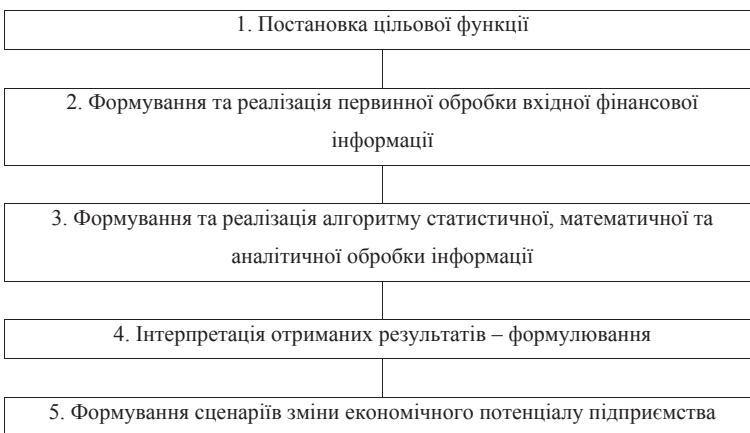 1. Постановка цільової функції
2. Формування та реалізація первинної обробки вхідної фінансової
інформації
3. Формування та реалізація алгоритму статистичної, математичної та
аналітичної обробки інформації
4. Інтерпретація отриманих результатів – формулювання
5. Формування сценаріїв зміни економічного потенціалу підприємства